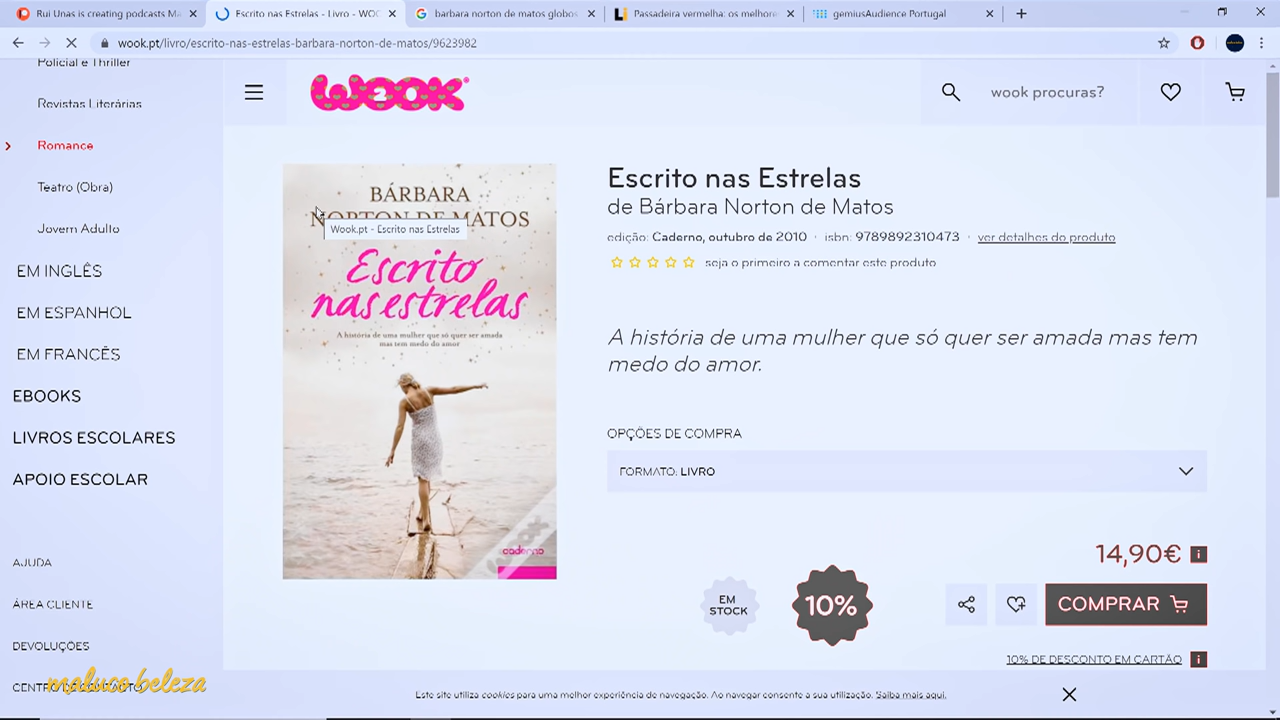 Rui Unas is creating podcasts Ma
Escrito nas Estrelas - Livro - WOO
barbara norton de matos globos
Passadeira vermelha: os melhore
gemiusAudience Portugal
wook.pt/livro/escrito-nas-estrelas-barbara-norton-de-matos/9623982
Policial e Thriller
Revistas Literárias
Romance
Teatro (Obra)
Jovem Adulto
EM INGLÊS
EM ESPANHOL
EM FRANCÊS
EBOOKS
LIVROS ESCOLARES
APOIO ESCOLAR
AJUDA
ÁREA CLIENTE
DEVOLUÇÕES
maluco beleza
WOOK
wook procuras?
BÁRBARA
NORTON DE MATOS
Wook.pt - Escrito nas Estrelas
Escrito
nas estrelas
A história de uma mulher que só quer ser amada
mas tem medo do amor
caderno
Escrito nas Estrelas
de Bárbara Norton de Matos
edição: Caderno, outubro de 2010 · isbn: 9789892310473 · ver detalhes do produto
seja o primeiro a comentar este produto
A história de uma mulher que só quer ser amada mas tem
medo do amor.
OPÇÕES DE COMPRA
FORMATO: LIVRO
14,90€ i
EM
STOCK
10%
COMPRAR
10% DE DESCONTO EM CARTÃO i
Este site utiliza cookies para uma melhor experiência de navegação. Ao navegar consente a sua utilização. Saiba mais aqui.